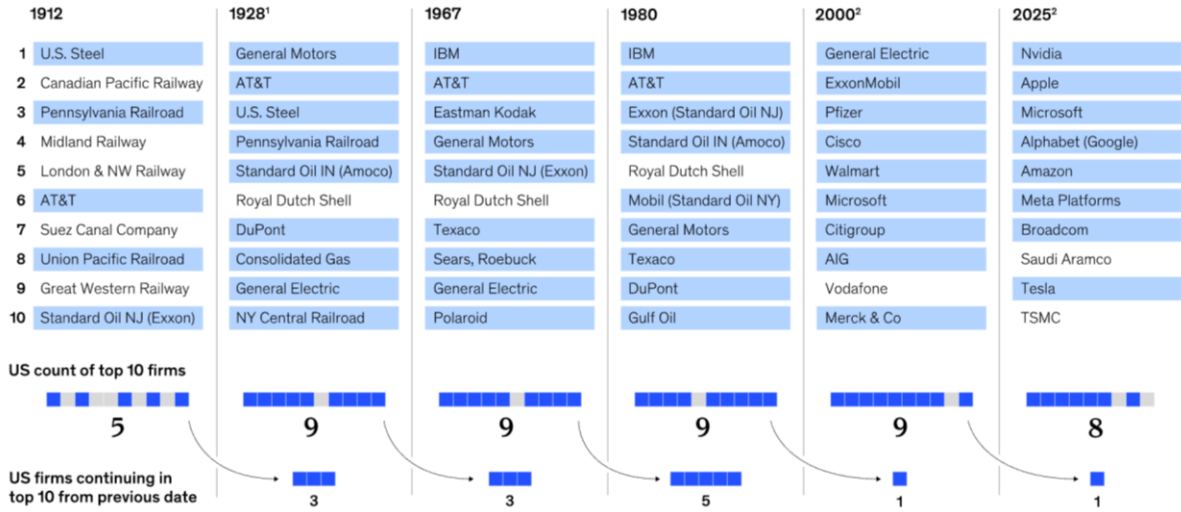 1912 1928¹ 1967 1980 2000² 2025²
1 U.S. Steel General Motors IBM IBM General Electric Nvidia
2 Canadian Pacific Railway AT&T AT&T AT&T ExxonMobil Apple
3 Pennsylvania Railroad U.S. Steel Eastman Kodak Exxon (Standard Oil NJ) Pfizer Microsoft
4 Midland Railway Pennsylvania Railroad General Motors Standard Oil IN (Amoco) Cisco Alphabet (Google)
5 London & NW Railway Standard Oil IN (Amoco) Standard Oil NJ (Exxon) Royal Dutch Shell Walmart Amazon
6 AT&T Royal Dutch Shell Royal Dutch Shell Mobil (Standard Oil NY) Microsoft Meta Platforms
7 Suez Canal Company DuPont Texaco General Motors Citigroup Broadcom
8 Union Pacific Railroad Consolidated Gas Sears, Roebuck Texaco AIG Saudi Aramco
9 Great Western Railway General Electric General Electric DuPont Vodafone Tesla
10 Standard Oil NJ (Exxon) NY Central Railroad Polaroid Gulf Oil Merck & Co TSMC
US count of top 10 firms
5 9 9 9 9 8
US firms continuing in
top 10 from previous date
3 3 5 1 1